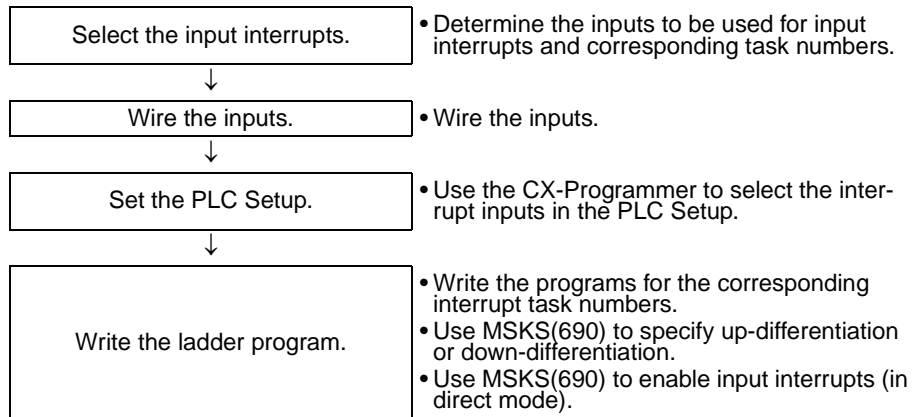 Select the input interrupts.
• Determine the inputs to be used for input
interrupts and corresponding task numbers.
↓
Wire the inputs.
• Wire the inputs.
↓
Set the PLC Setup.
• Use the CX-Programmer to select the inter-
rupt inputs in the PLC Setup.
↓
Write the ladder program.
• Write the programs for the corresponding
interrupt task numbers.
• Use MSKS(690) to specify up-differentiation
or down-differentiation.
• Use MSKS(690) to enable input interrupts (in
direct mode).